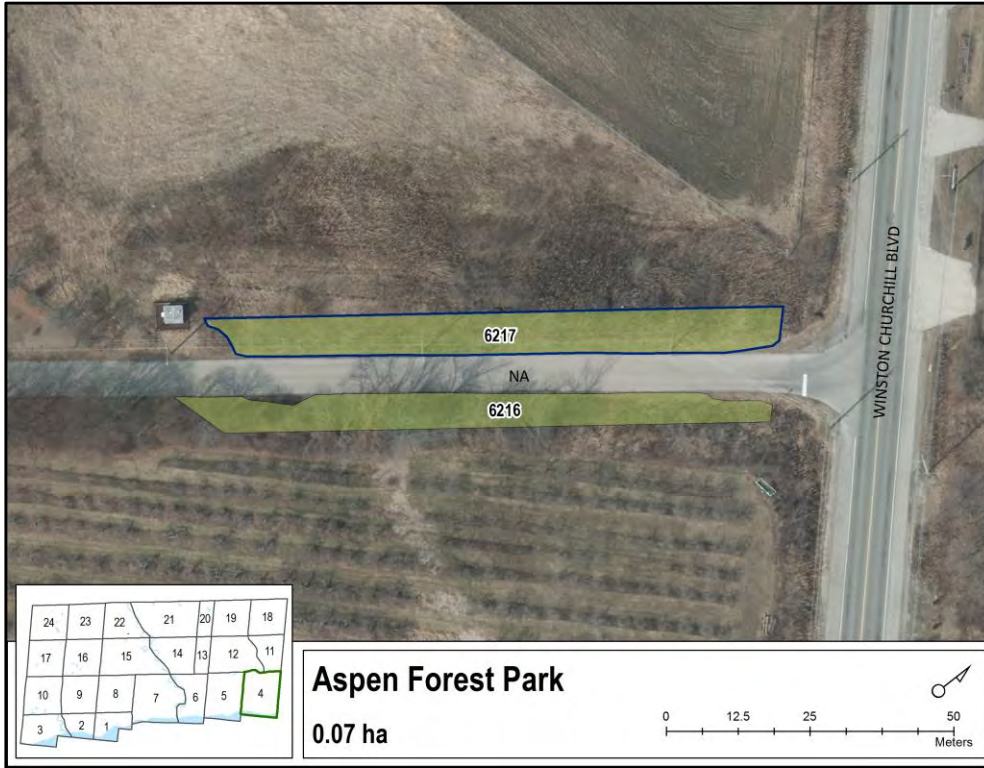 6217
NA
6216
WINSTON CHURCHILL BLVD
24 23 22 21 20 19 18
17 16 15 14 13 12 11
10 9 8 7 6 5 4
3 2 1
Aspen Forest Park
0.07 ha
0 12.5 25 50
Meters